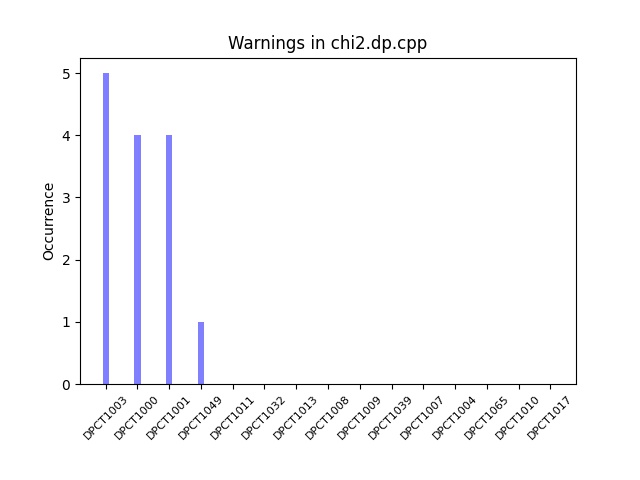 Warnings in chi2.dp.cpp
Occurrence
5
4
3
2
1
0
DPCT1003 DPCT1000 DPCT1001 DPCT1049 DPCT1011 DPCT1032 DPCT1013 DPCT1008 DPCT1009 DPCT1039 DPCT1007 DPCT1004 DPCT1065 DPCT1010 DPCT1017